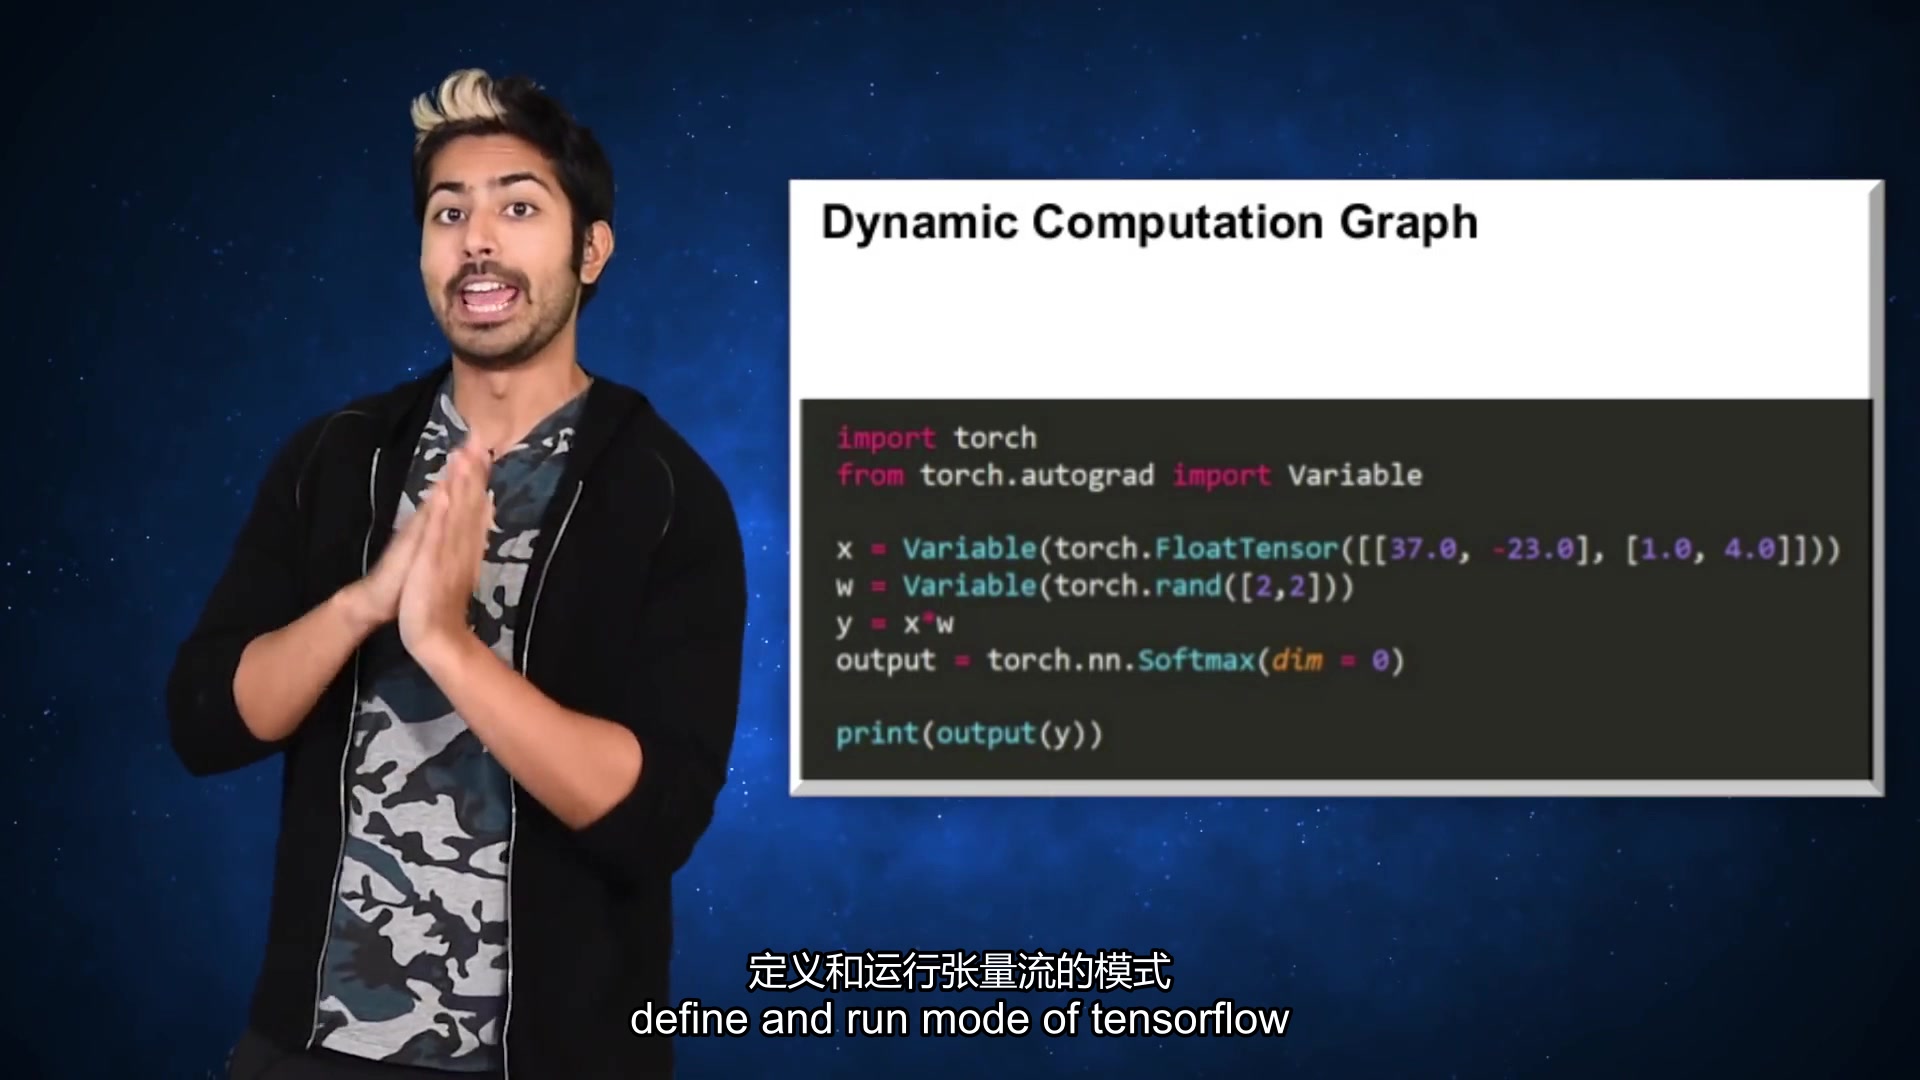 Dynamic Computation Graph
import torch
from torch.autograd import Variable
x = Variable(torch.FloatTensor([[37.0, -23.0], [1.0, 4.0]]))
w = Variable(torch.rand([2,2]))
y = x*w
output = torch.nn.Softmax(dim = 0)
print(output(y))
定义和运行张量流的模式
define and run mode of tensorflow